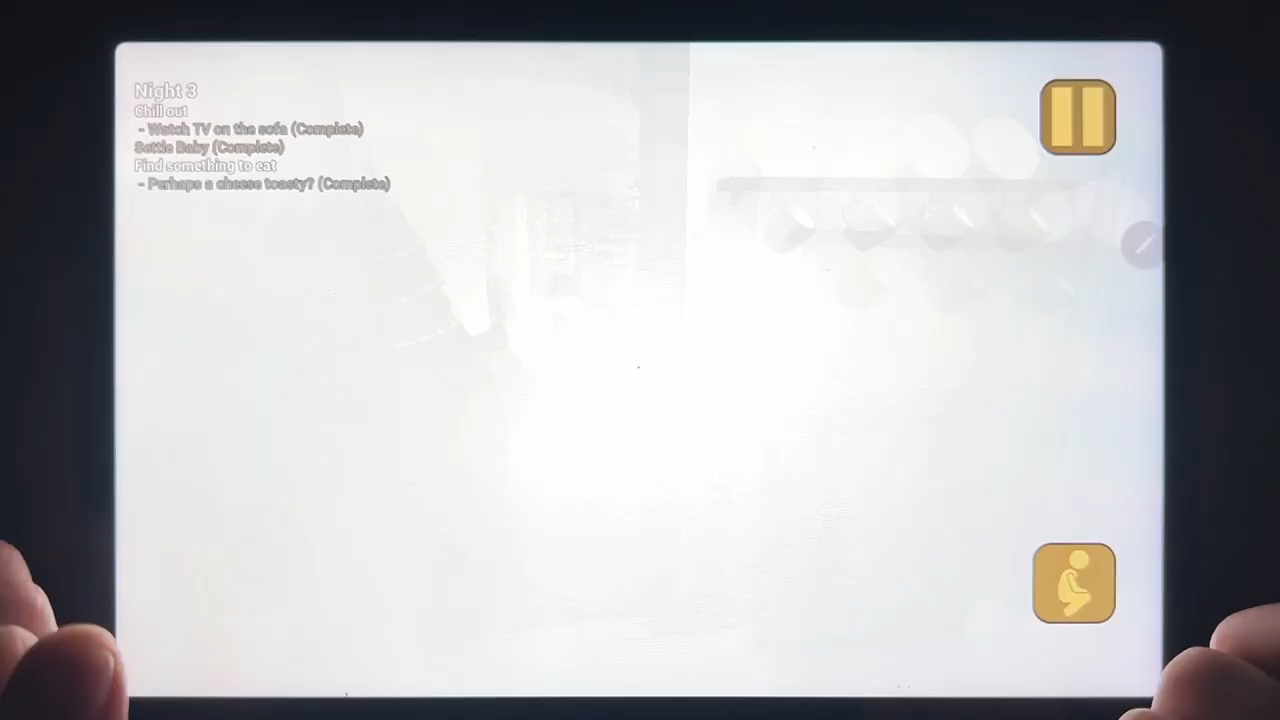 Night 3
Chill out
- Watch TV on the sofa (Complete)
Settle Baby (Complete)
Find something to eat
- Perhaps a cheese toasty? (Complete)